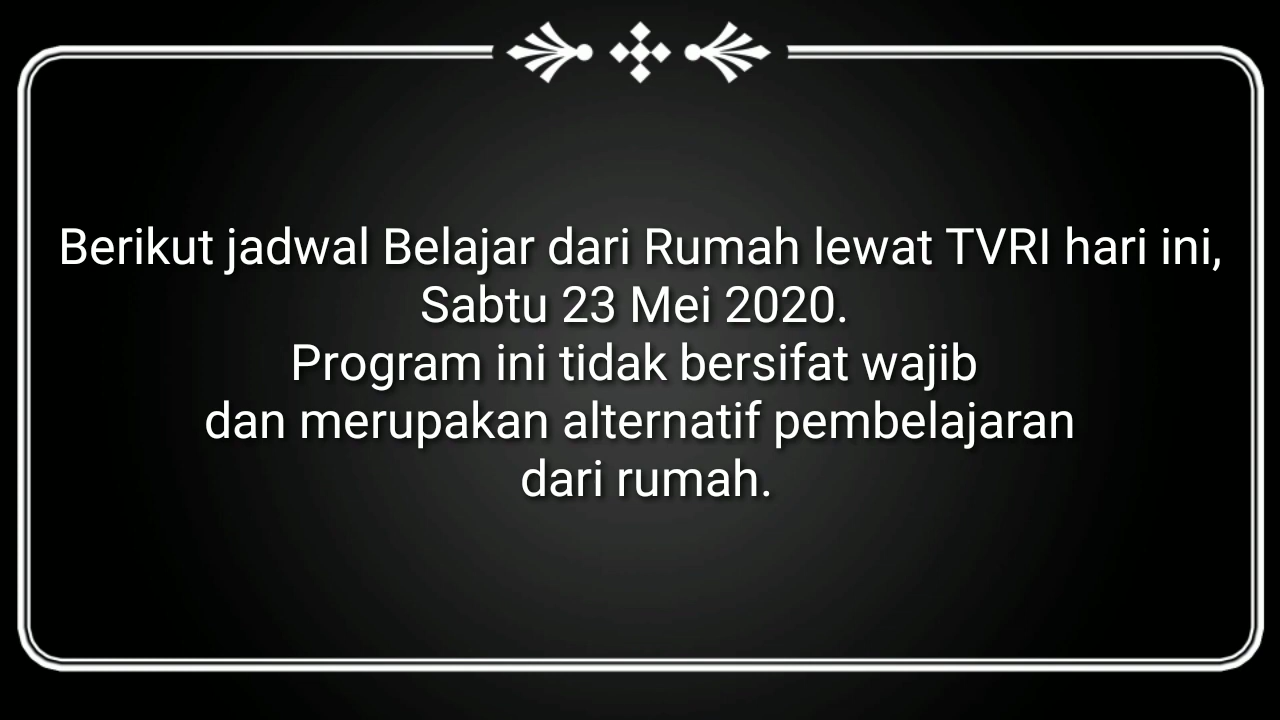 Berikut jadwal Belajar dari Rumah lewat TVRI hari ini,
Sabtu 23 Mei 2020.
Program ini tidak bersifat wajib
dan merupakan alternatif pembelajaran
dari rumah.